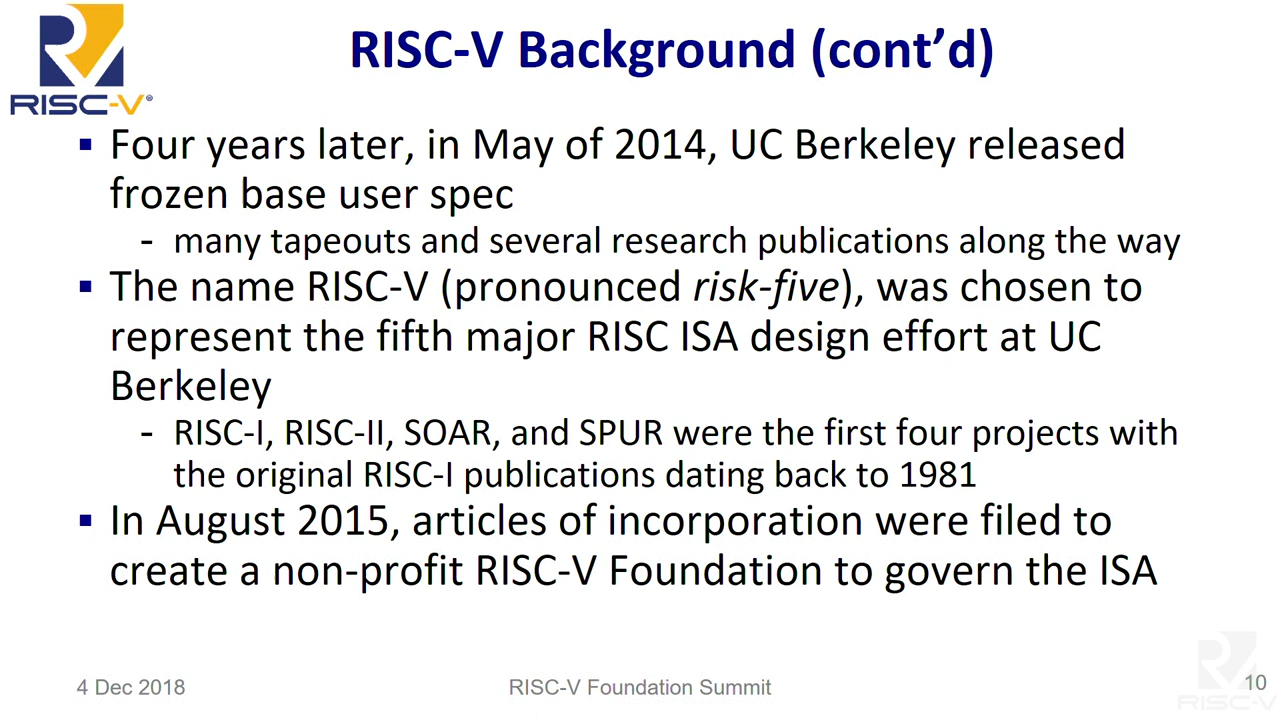 RISC-V®
RISC-V Background (cont’d)
▪ Four years later, in May of 2014, UC Berkeley released
frozen base user spec
- many tapeouts and several research publications along the way
▪ The name RISC-V (pronounced risk-five), was chosen to
represent the fifth major RISC ISA design effort at UC
Berkeley
- RISC-I, RISC-II, SOAR, and SPUR were the first four projects with
the original RISC-I publications dating back to 1981
▪ In August 2015, articles of incorporation were filed to
create a non-profit RISC-V Foundation to govern the ISA
4 Dec 2018
RISC-V Foundation Summit
10
RISC-V